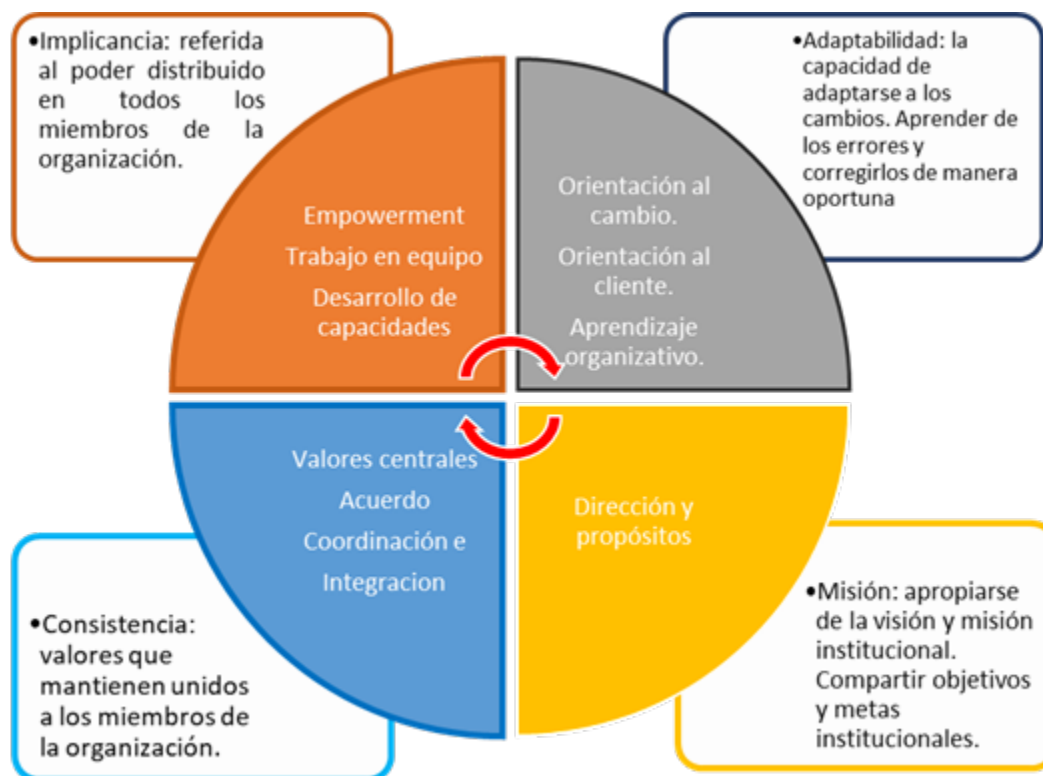 •Implicancia: referida
al poder distribuido
en todos los
miembros de la
organización.
•Adaptabilidad: la
capacidad de
adaptarse a los
cambios. Aprender de
los errores y
corregirlos de manera
oportuna
Empowerment
Trabajo en equipo
Desarrollo de
capacidades
Orientación al
cambio.
Orientación al
cliente.
Aprendizaje
organizativo.
Valores centrales
Acuerdo
Coordinación e
Integracion
Dirección y
propósitos
•Consistencia:
valores que
mantienen unidos
a los miembros de
la organización.
•Misión: apropiarse
de la visión y misión
institucional.
Compartir objetivos
y metas
institucionales.